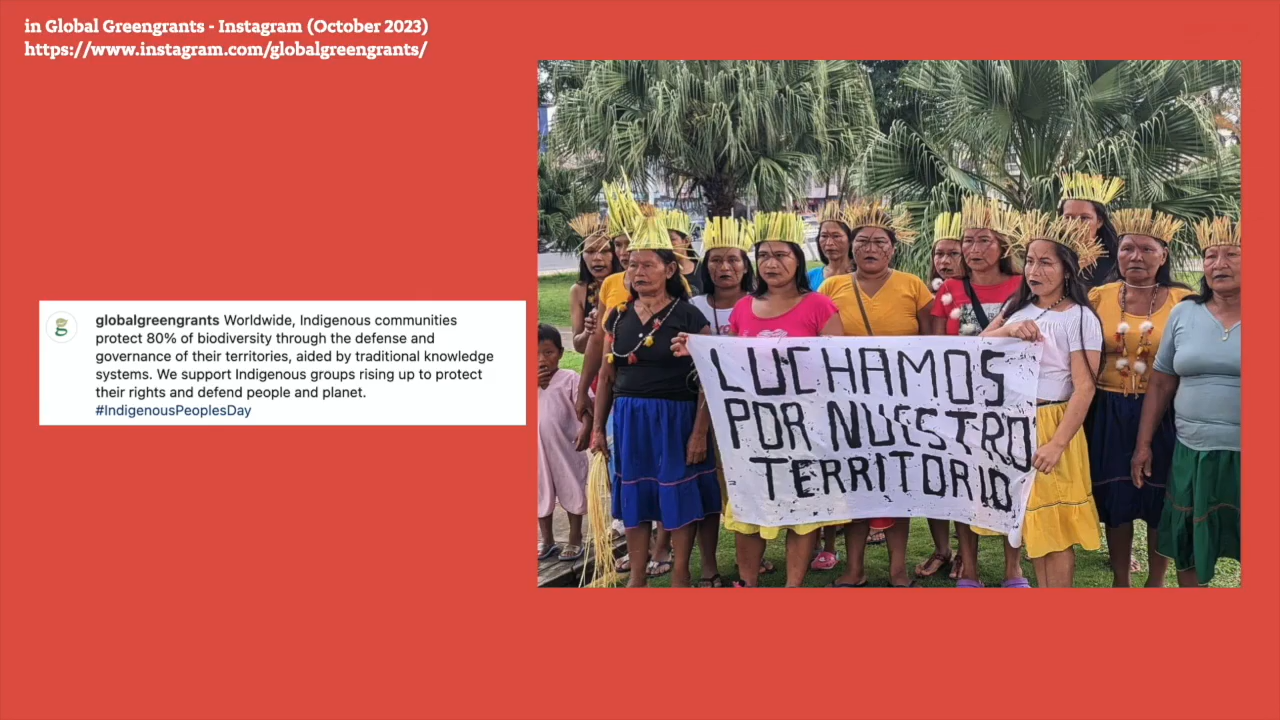 in Global Greengrants - Instagram (October 2023)
https://www.instagram.com/globalgreengrants/
globalgreengrants Worldwide, Indigenous communities
protect 80% of biodiversity through the defense and
governance of their territories, aided by traditional knowledge
systems. We support Indigenous groups rising up to protect
their rights and defend people and planet.
#IndigenousPeoplesDay
LUCHAMOS
POR NUESTRO
TERRITORIO